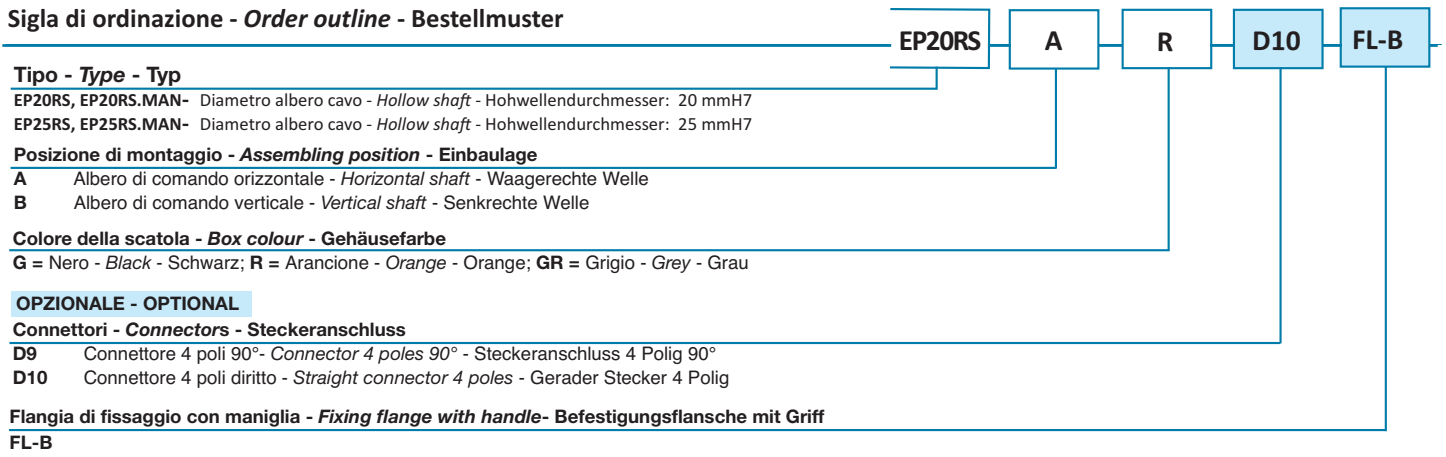 Sigla di ordinazione - Order outline - Bestellmuster
EP20RS A R D10 FL-B
Tipo - Type - Typ
EP20RS, EP20RS.MAN- Diametro albero cavo - Hollow shaft - Hohwellendurchmesser: 20 mmH7
EP25RS, EP25RS.MAN- Diametro albero cavo - Hollow shaft - Hohwellendurchmesser: 25 mmH7
Posizione di montaggio - Assembling position - Einbaulage
A Albero di comando orizzontale - Horizontal shaft - Waagerechte Welle
B Albero di comando verticale - Vertical shaft - Senkrechte Welle
Colore della scatola - Box colour - Gehäusefarbe
G = Nero - Black - Schwarz; R = Arancione - Orange - Orange; GR = Grigio - Grey - Grau
OPZIONALE - OPTIONAL
Connettori - Connectors - Steckeranschluss
D9 Connettore 4 poli 90°- Connector 4 poles 90° - Steckeranschluss 4 Polig 90°
D10 Connettore 4 poli diritto - Straight connector 4 poles - Gerader Stecker 4 Polig
Flangia di fissaggio con maniglia - Fixing flange with handle- Befestigungsflansche mit Griff
FL-B